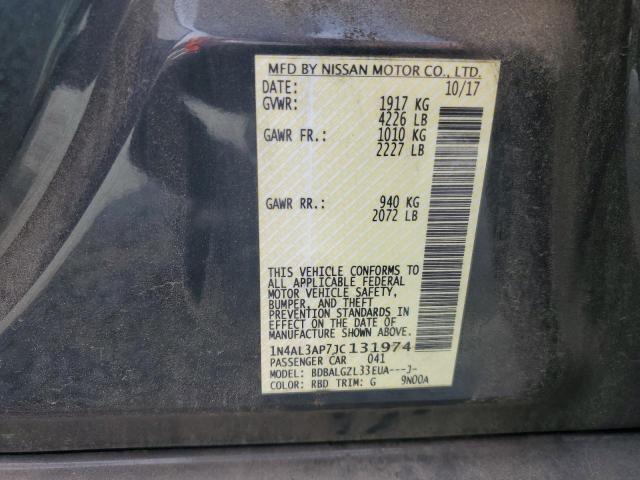 MFD BY NISSAN MOTOR CO., LTD.
DATE: 10/17
GVWR: 1917 KG
4226 LB
GAWR FR.: 1010 KG
2227 LB
GAWR RR.: 940 KG
2072 LB
THIS VEHICLE CONFORMS TO
ALL APPLICABLE FEDERAL
MOTOR VEHICLE SAFETY,
BUMPER, AND THEFT
PREVENTION STANDARDS IN
EFFECT ON THE DATE OF
MANUFACTURE SHOWN ABOVE.
1N4AL3AP7JC131974
PASSENGER CAR 041
MODEL: BDBALGZL33EUA---J-
COLOR: RBD TRIM: G 9N00A